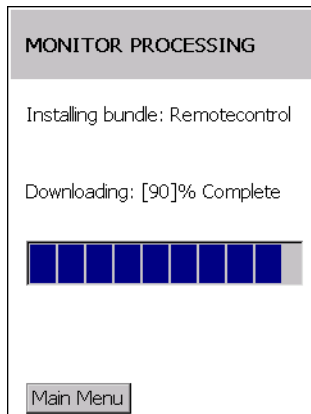 MONITOR PROCESSING
Installing bundle: Remotecontrol
Downloading: [90]% Complete
Main Menu